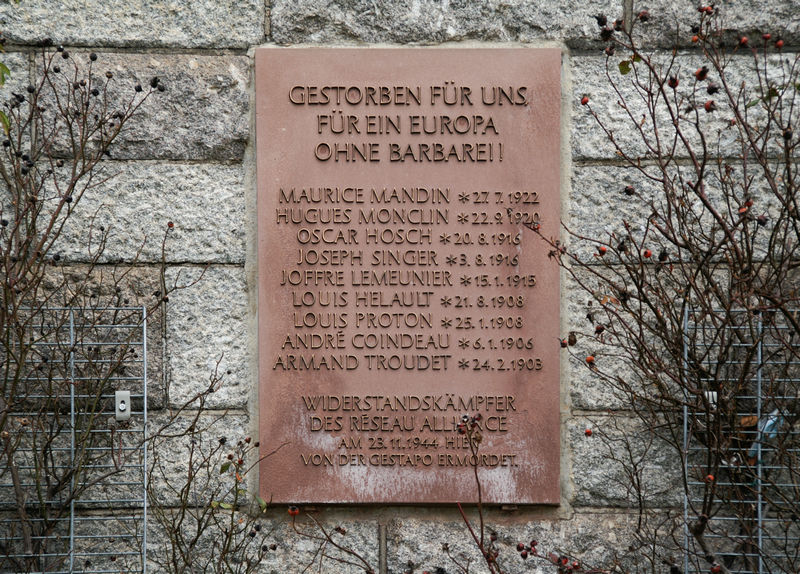 GESTORBEN FÜR UNS
FÜR EIN EUROPA
OHNE BARBAREI!
MAURICE MANDIN *27.7.1922
HUGUES MONCLIN *22.9.1920
OSCAR HOSCH *20.8.1916
JOSEPH SINGER *3.8.1916
JOFFRE LEMEUNIER *15.1.1915
LOUIS HELAULT *21.8.1908
LOUIS PROTON *25.1.1908
ANDRÉ COINDEAU *6.1.1906
ARMAND TROUDET *24.2.1903
WIDERSTANDSKÄMPFER
DES RÉSEAU ALLIANCE
AM 23.11.1944 HIER
VON DER GESTAPO ERMORDET.